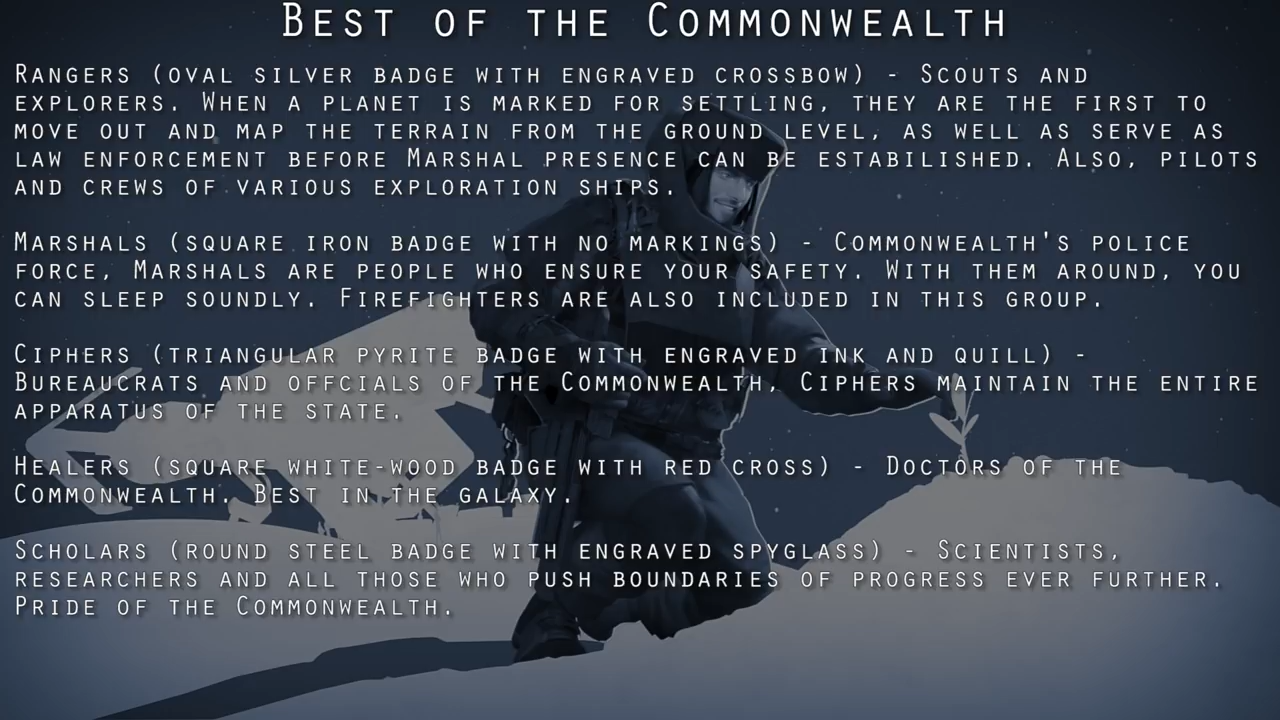 Best of the Commonwealth
Rangers (oval silver badge with engraved crossbow) - Scouts and
explorers. When a planet is marked for settling, they are the first to
move out and map the terrain from the ground level, as well as serve as
law enforcement before Marshal presence can be estabilished. Also, pilots
and crews of various exploration ships.
Marshals (square iron badge with no markings) - Commonwealth's police
force, Marshals are people who ensure your safety. With them around, you
can sleep soundly. Firefighters are also included in this group.
Ciphers (triangular pyrite badge with engraved ink and quill) -
Bureaucrats and offcials of the Commonwealth, Ciphers maintain the entire
apparatus of the state.
Healers (square white-wood badge with red cross) - Doctors of the
Commonwealth. Best in the galaxy.
Scholars (round steel badge with engraved spyglass) - Scientists,
researchers and all those who push boundaries of progress ever further.
Pride of the Commonwealth.